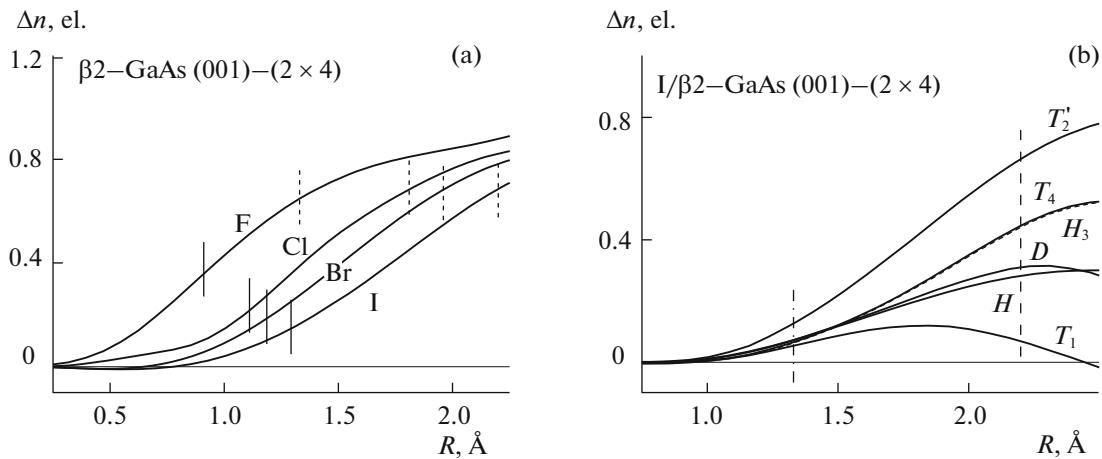 Δn, el.
1.2
(a)
β2–GaAs (001)–(2 × 4)
0.8
F
0.4
Cl
Br
I
0
0.5 1.0 1.5 2.0
R, Å
Δn, el.
(b)
I/β2–GaAs (001)–(2 × 4)
0.8
T₂'
T₄
0.4
H₃
D
H
T₁
0
1.0 1.5 2.0
R, Å